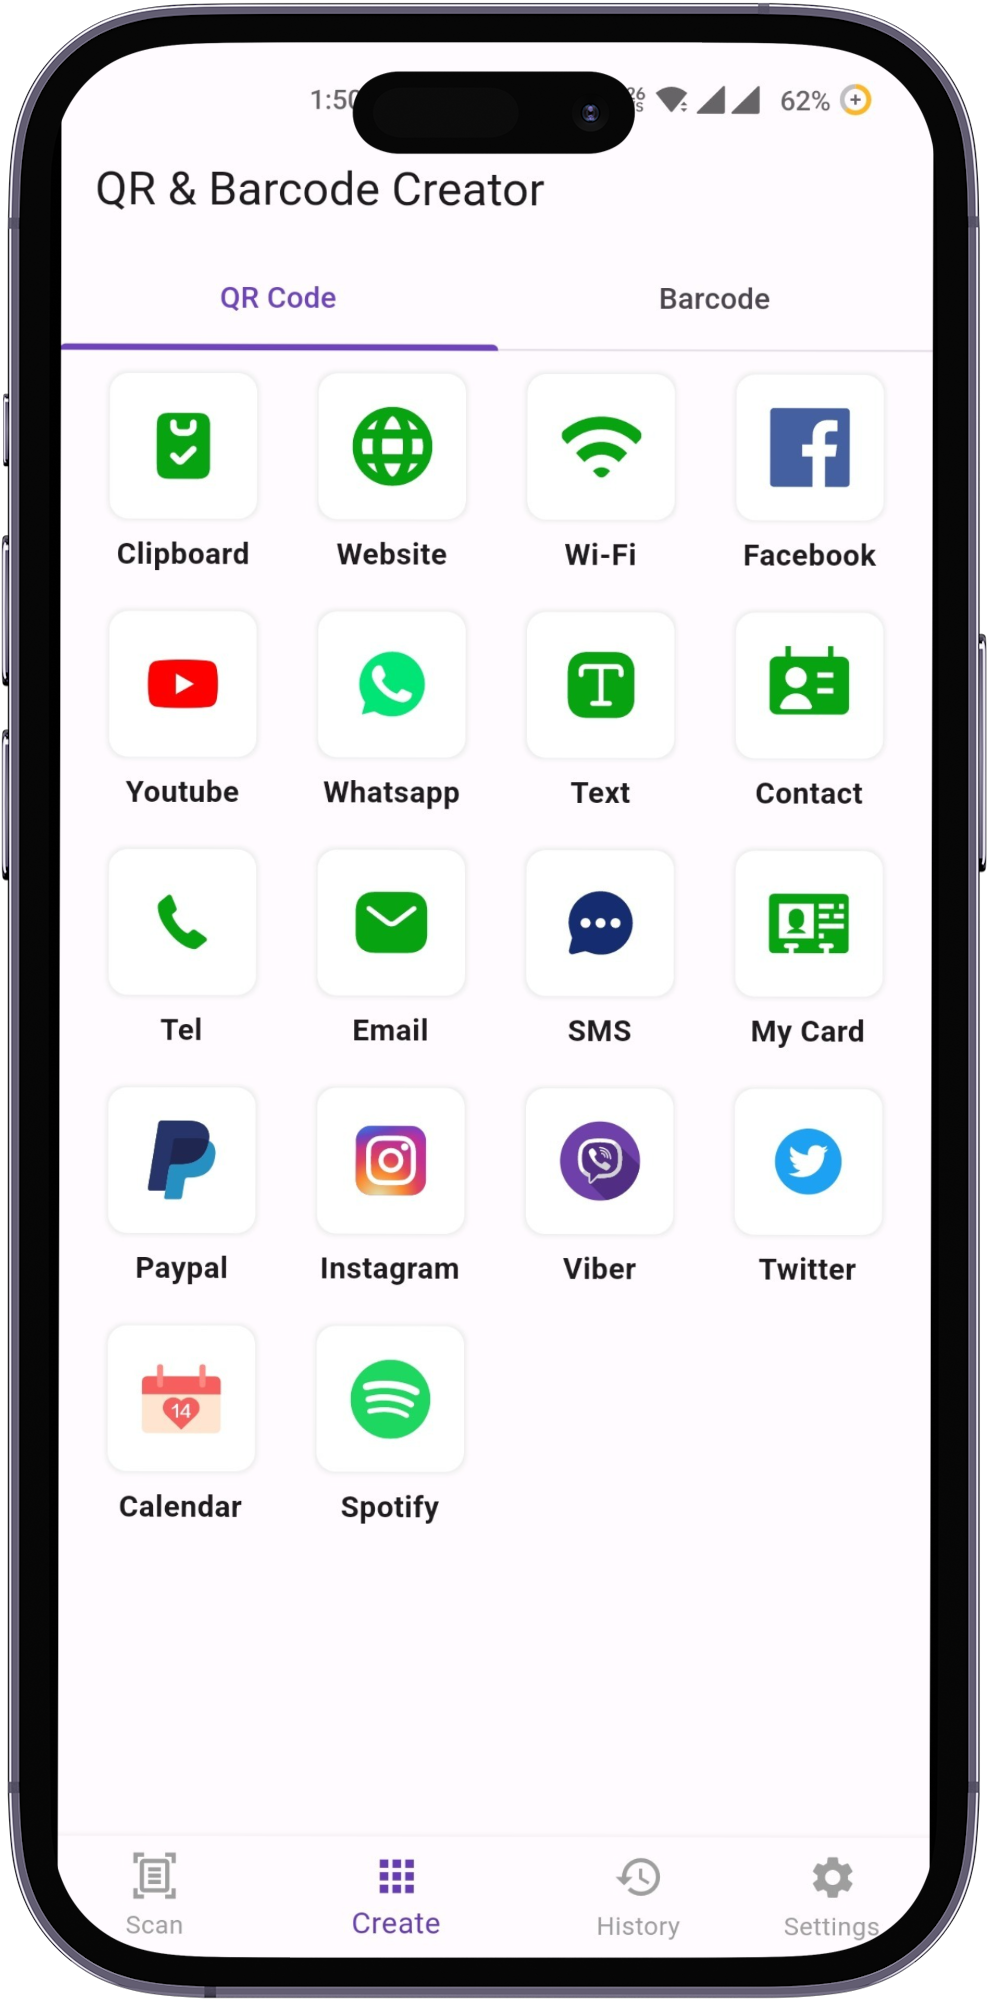 1:50
62%
QR & Barcode Creator
QR Code Barcode
Clipboard Website Wi-Fi Facebook
Youtube Whatsapp Text Contact
Tel Email SMS My Card
Paypal Instagram Viber Twitter
14
Calendar Spotify
Scan Create History Settings